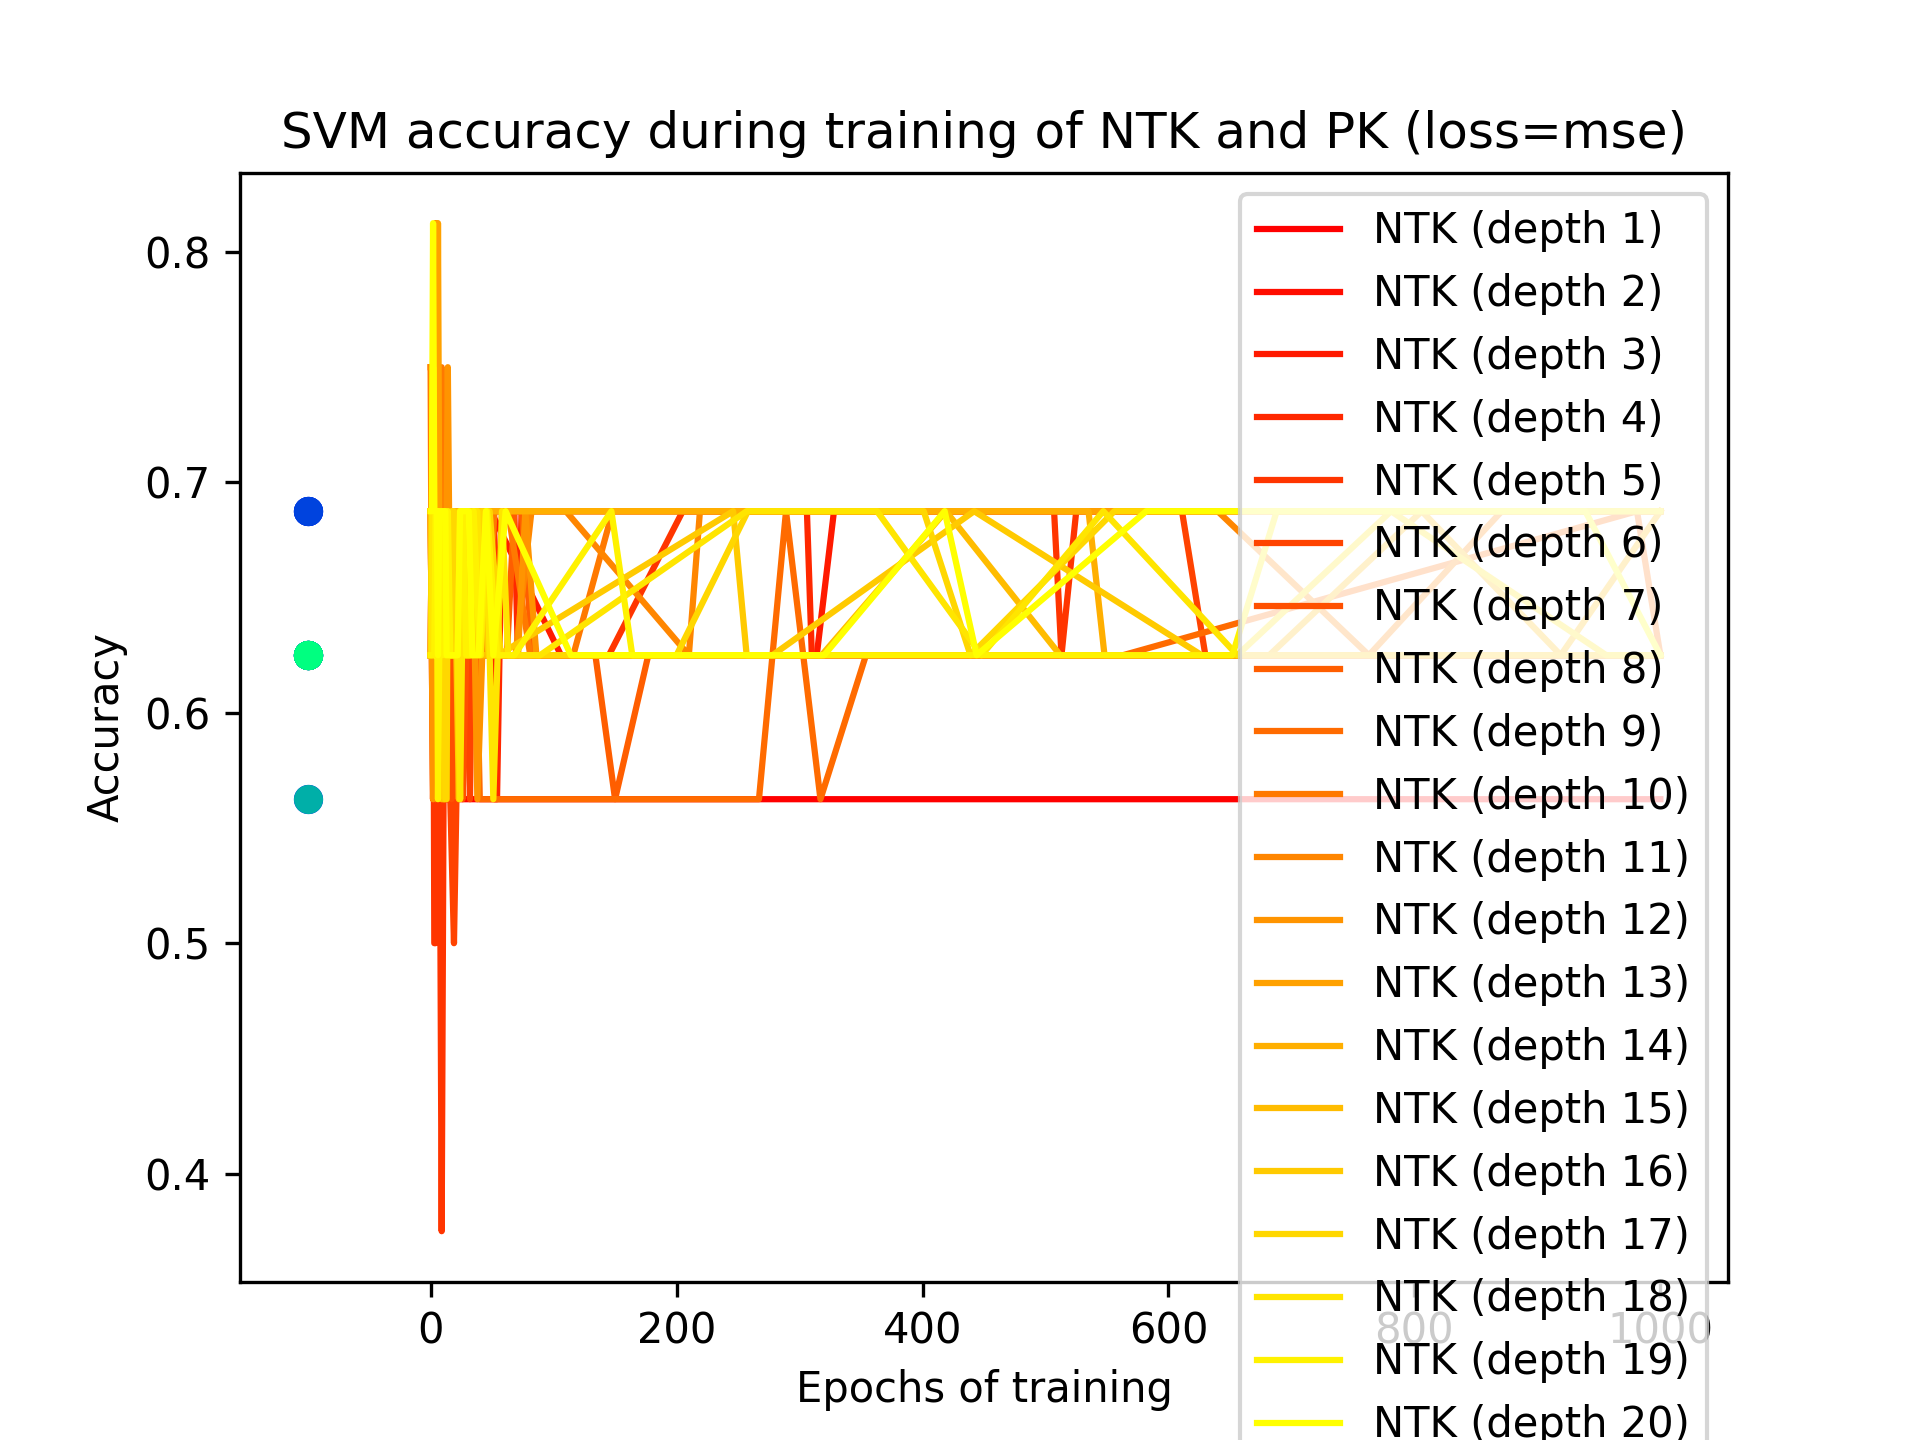 SVM accuracy during training of NTK and PK (loss=mse)
Accuracy
0.8
0.7
0.6
0.5
0.4
0
200
400
600
800
1000
Epochs of training
NTK (depth 1)
NTK (depth 2)
NTK (depth 3)
NTK (depth 4)
NTK (depth 5)
NTK (depth 6)
NTK (depth 7)
NTK (depth 8)
NTK (depth 9)
NTK (depth 10)
NTK (depth 11)
NTK (depth 12)
NTK (depth 13)
NTK (depth 14)
NTK (depth 15)
NTK (depth 16)
NTK (depth 17)
NTK (depth 18)
NTK (depth 19)
NTK (depth 20)